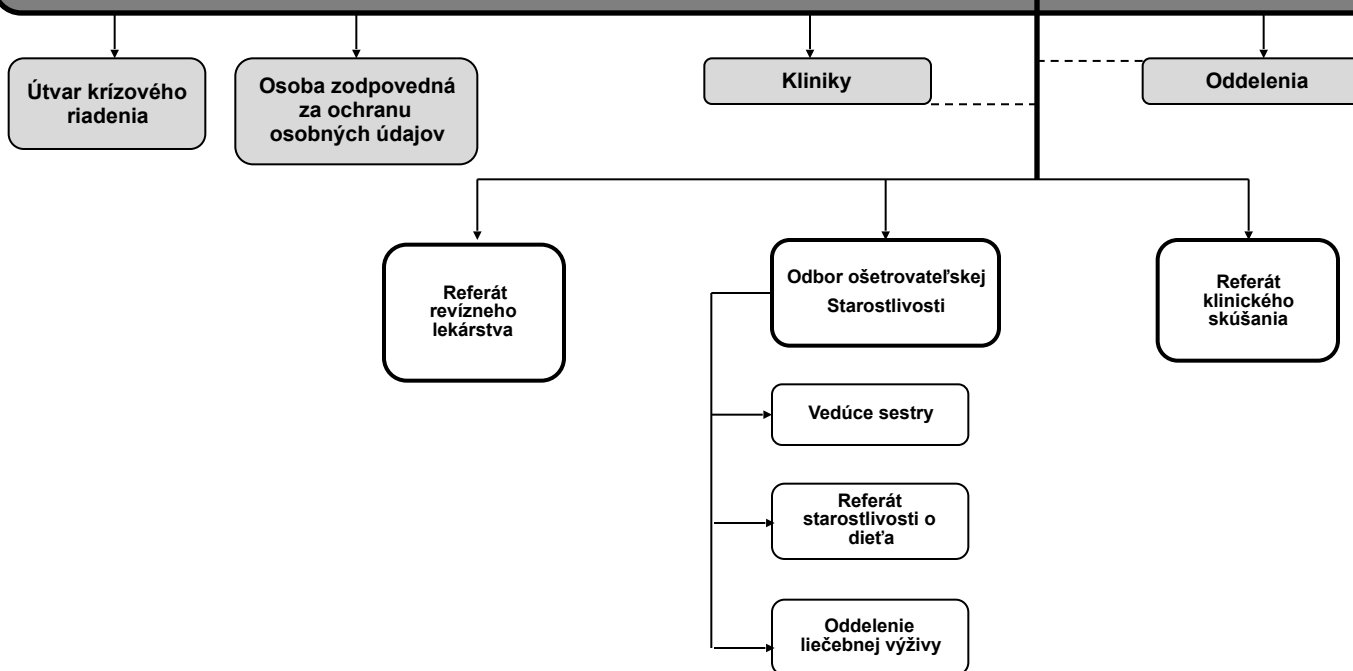 Útvar krízového
riadenia
Osoba zodpovedná
za ochranu
osobných údajov
Kliniky
Oddelenia
Referát
revízneho
lekárstva
Odbor ošetrovateľskej
Starostlivosti
Referát
klinického
skúšania
Vedúce sestry
Referát
starostlivosti o
dieťa
Oddelenie
liečebnej výživy